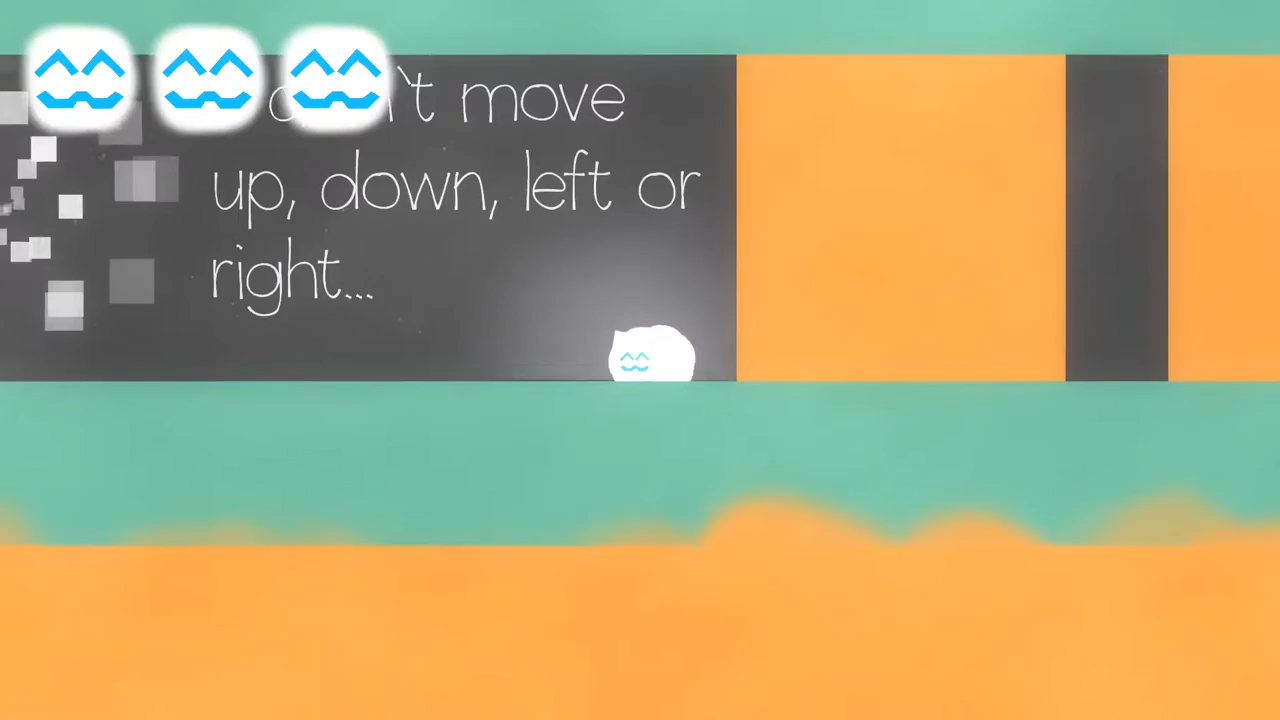 move
up, down, left or
right...